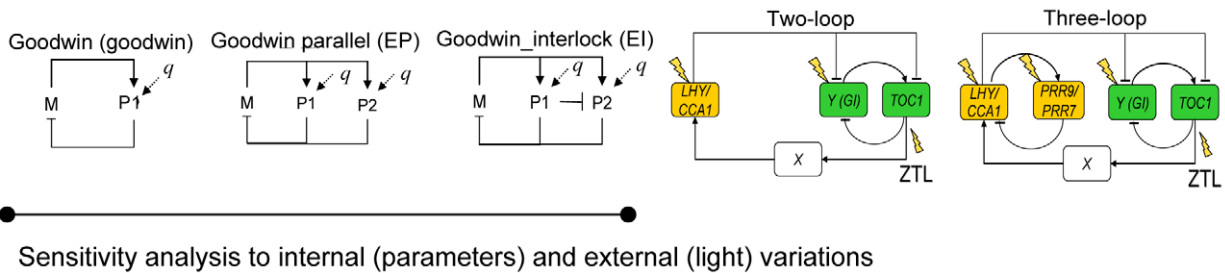 Goodwin (goodwin)
M
P1
q
Goodwin parallel (EP)
M
P1
q
P2
q
Goodwin_interlock (EI)
M
P1
q
P2
q
Two-loop
LHY/
CCA1
Y (GI)
TOC1
X
ZTL
Three-loop
LHY/
CCA1
PRR9/
PRR7
Y (GI)
TOC1
X
ZTL
Sensitivity analysis to internal (parameters) and external (light) variations